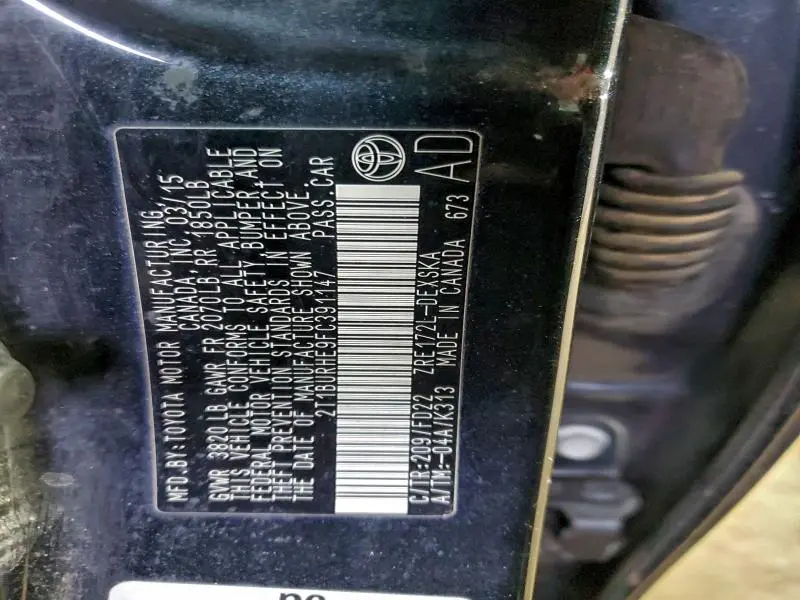 MFD.BY:TOYOTA MOTOR MANUFACTURING
CANADA, INC. 03/15
GVWR 3820 LB GAWR FR 2070LB RR 1850LB
THIS VEHICLE CONFORMS TO ALL APPLICABLE
FEDERAL MOTOR VEHICLE SAFETY, BUMPER AND
THEFT PREVENTION STANDARDS IN EFFECT ON
THE DATE OF MANUFACTURE SHOWN ABOVE.
2T1BURHE9FC391147 PASS.CAR
C/TR:209/FD22 ZRE172L-DEXSKA
A/TM:-04A/K313 MADE IN CANADA 673
AD